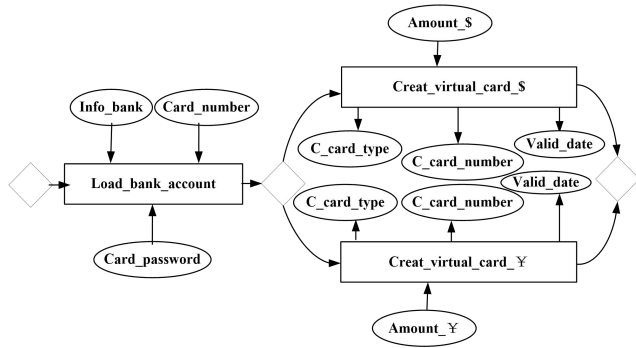 Amount_$
Creat_virtual_card_$
Info_bank
Card_number
C_card_type
C_card_number
Valid_date
Load_bank_account
C_card_type
C_card_number
Valid_date
Card_password
Creat_virtual_card_¥
Amount_¥